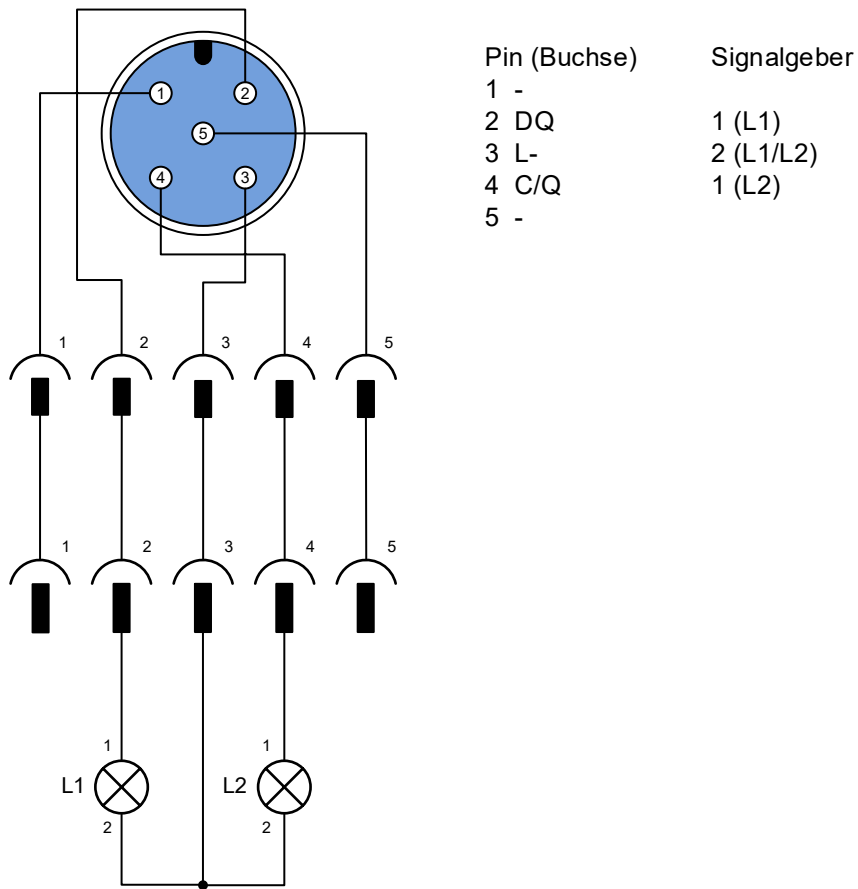 Pin (Buchse) Signalgeber
1 -
2 DQ 1 (L1)
3 L- 2 (L1/L2)
4 C/Q 1 (L2)
5 -
1 2
5
4 3
1 2 3 4 5
1 2 3 4 5
1 1
L1 L2
2 2